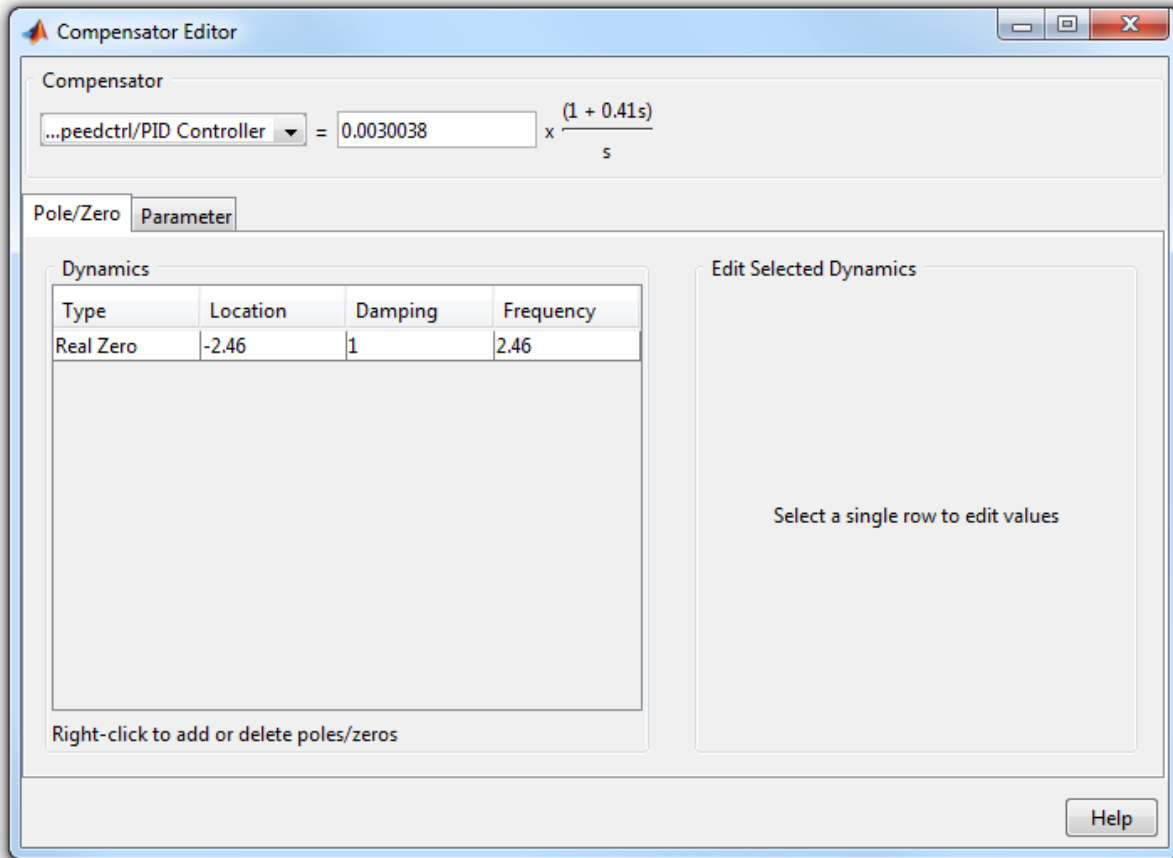 Compensator Editor
Compensator
...peedctrl/PID Controller = 0.0030038 x (1 + 0.41s)
s
Pole/Zero Parameter
Dynamics Edit Selected Dynamics
Type Location Damping Frequency
Real Zero -2.46 1 2.46
Select a single row to edit values
Right-click to add or delete poles/zeros
Help